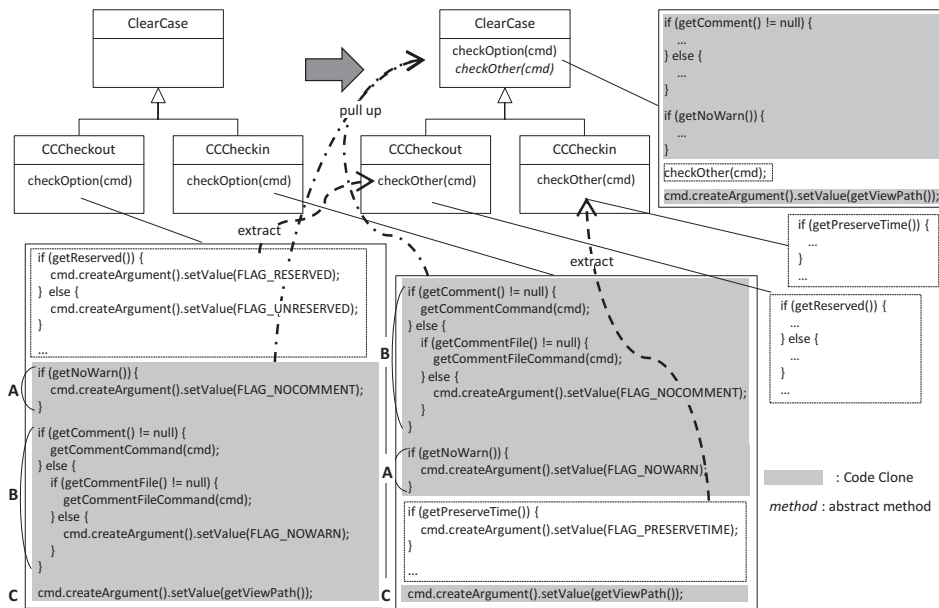 ClearCase
CCCheckout
checkOption(cmd)
CCCheckin
checkOption(cmd)
ClearCase
checkOption(cmd)
checkOther(cmd)
pull up
CCCheckout
checkOther(cmd)
CCCheckin
checkOther(cmd)
extract
extract
if (getReserved()) {
cmd.createArgument().setValue(FLAG_RESERVED);
} else {
cmd.createArgument().setValue(FLAG_UNRESERVED);
}
...
A
if (getNoWarn()) {
cmd.createArgument().setValue(FLAG_NOCOMMENT);
}
B
if (getComment() != null) {
getCommentCommand(cmd);
} else {
if (getCommentFile() != null) {
getCommentFileCommand(cmd);
} else {
cmd.createArgument().setValue(FLAG_NOWARN);
}
}
C
cmd.createArgument().setValue(getViewPath());
B
if (getComment() != null) {
getCommentCommand(cmd);
} else {
if (getCommentFile() != null) {
getCommentFileCommand(cmd);
} else {
cmd.createArgument().setValue(FLAG_NOCOMMENT);
}
}
A
if (getNoWarn()) {
cmd.createArgument().setValue(FLAG_NOWARN);
}
if (getPreserveTime()) {
cmd.createArgument().setValue(FLAG_PRESERVETIME);
}
...
C
cmd.createArgument().setValue(getViewPath());
if (getComment() != null) {
...
} else {
...
}
if (getNoWarn()) {
...
}
checkOther(cmd);
cmd.createArgument().setValue(getViewPath());
if (getPreserveTime()) {
...
}
...
if (getReserved()) {
...
} else {
...
}
...
: Code Clone
method : abstract method